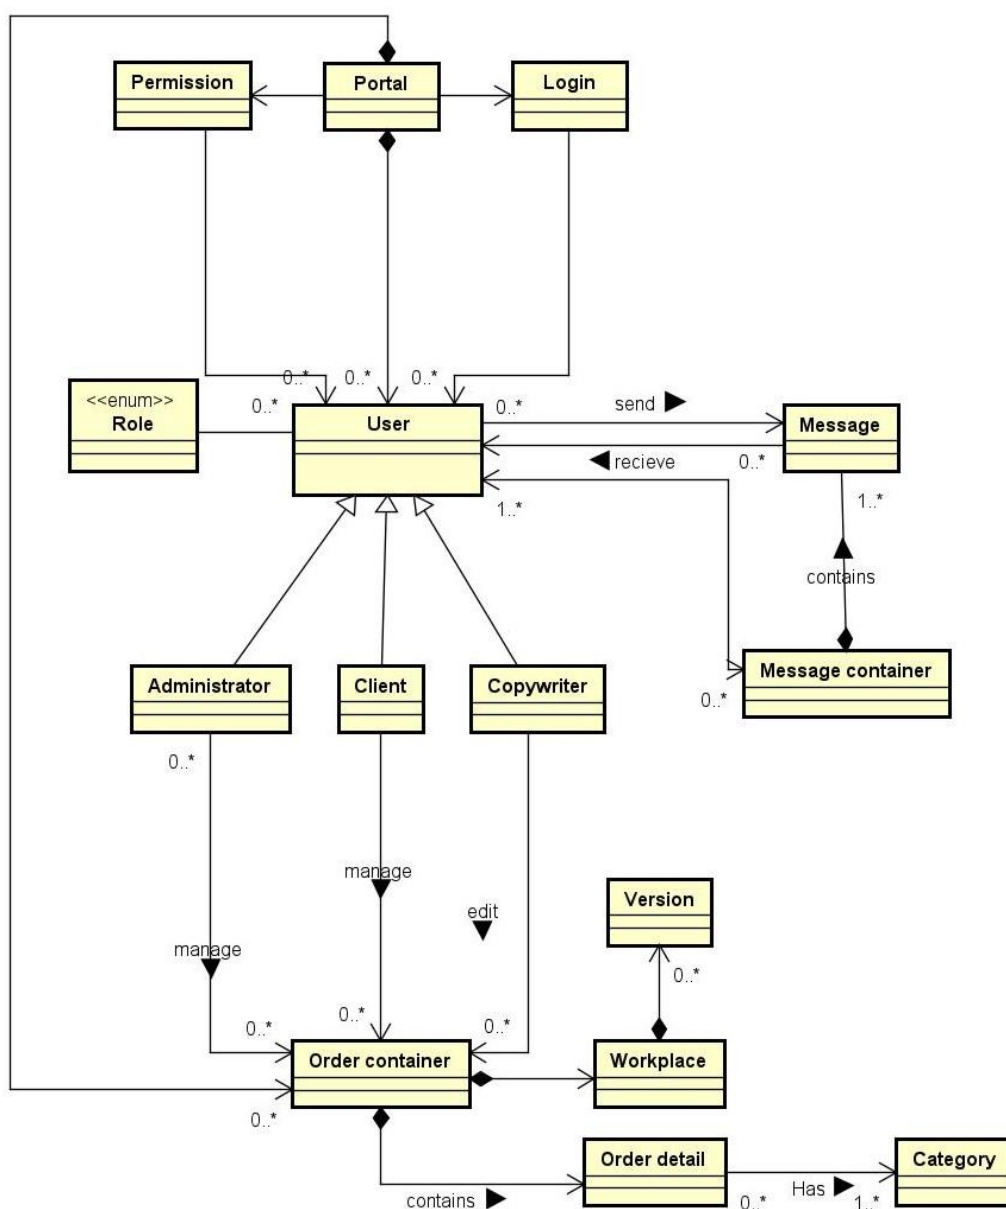 Permission
Portal
Login
0..*
0..*
0..*
<<enum>>
Role
0..*
User
0..*
send
Message
recieve
0..*
1..*
1..*
contains
Administrator
Client
Copywriter
Message container
0..*
0..*
manage
Version
edit
manage
0..*
0..*
0..*
0..*
Order container
Workplace
0..*
Order detail
Category
contains
0..*
Has
1..*